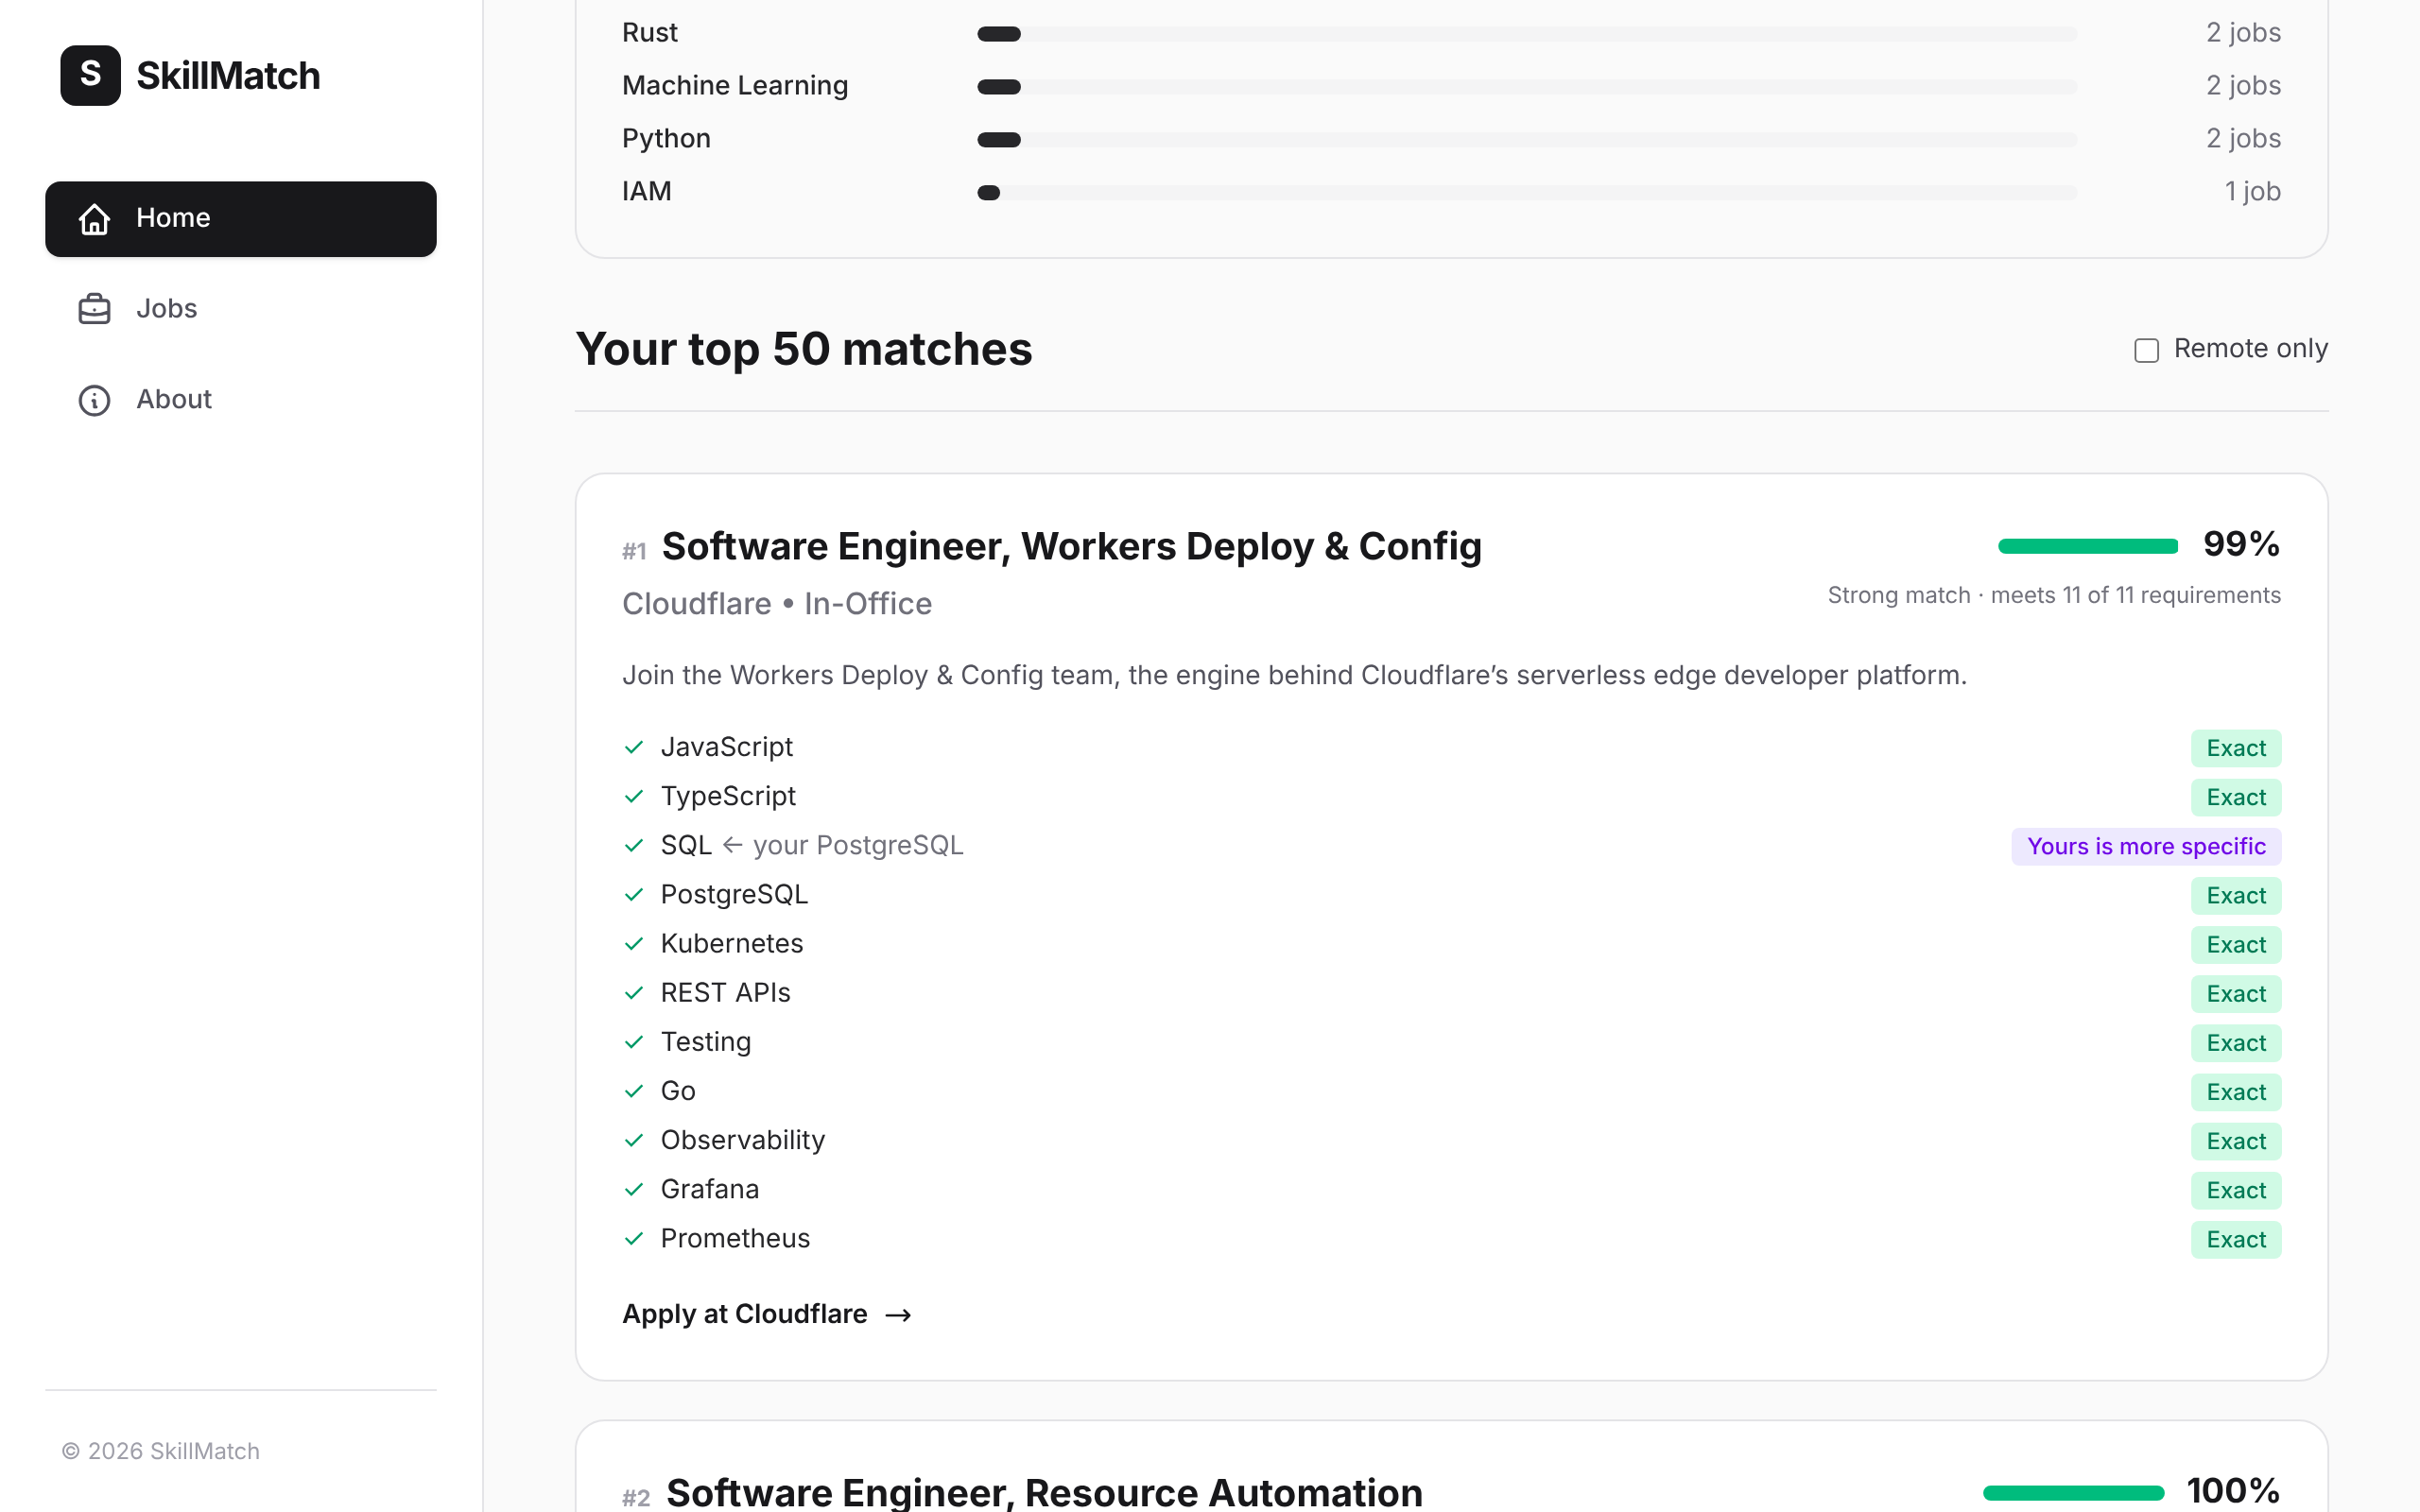 S SkillMatch
Home
Jobs
About
© 2026 SkillMatch
Rust 2 jobs
Machine Learning 2 jobs
Python 2 jobs
IAM 1 job
Your top 50 matches Remote only
#1 Software Engineer, Workers Deploy & Config 99%
Cloudflare • In-Office Strong match · meets 11 of 11 requirements
Join the Workers Deploy & Config team, the engine behind Cloudflare’s serverless edge developer platform.
✓ JavaScript Exact
✓ TypeScript Exact
✓ SQL ← your PostgreSQL Yours is more specific
✓ PostgreSQL Exact
✓ Kubernetes Exact
✓ REST APIs Exact
✓ Testing Exact
✓ Go Exact
✓ Observability Exact
✓ Grafana Exact
✓ Prometheus Exact
Apply at Cloudflare →
#2 Software Engineer, Resource Automation 100%